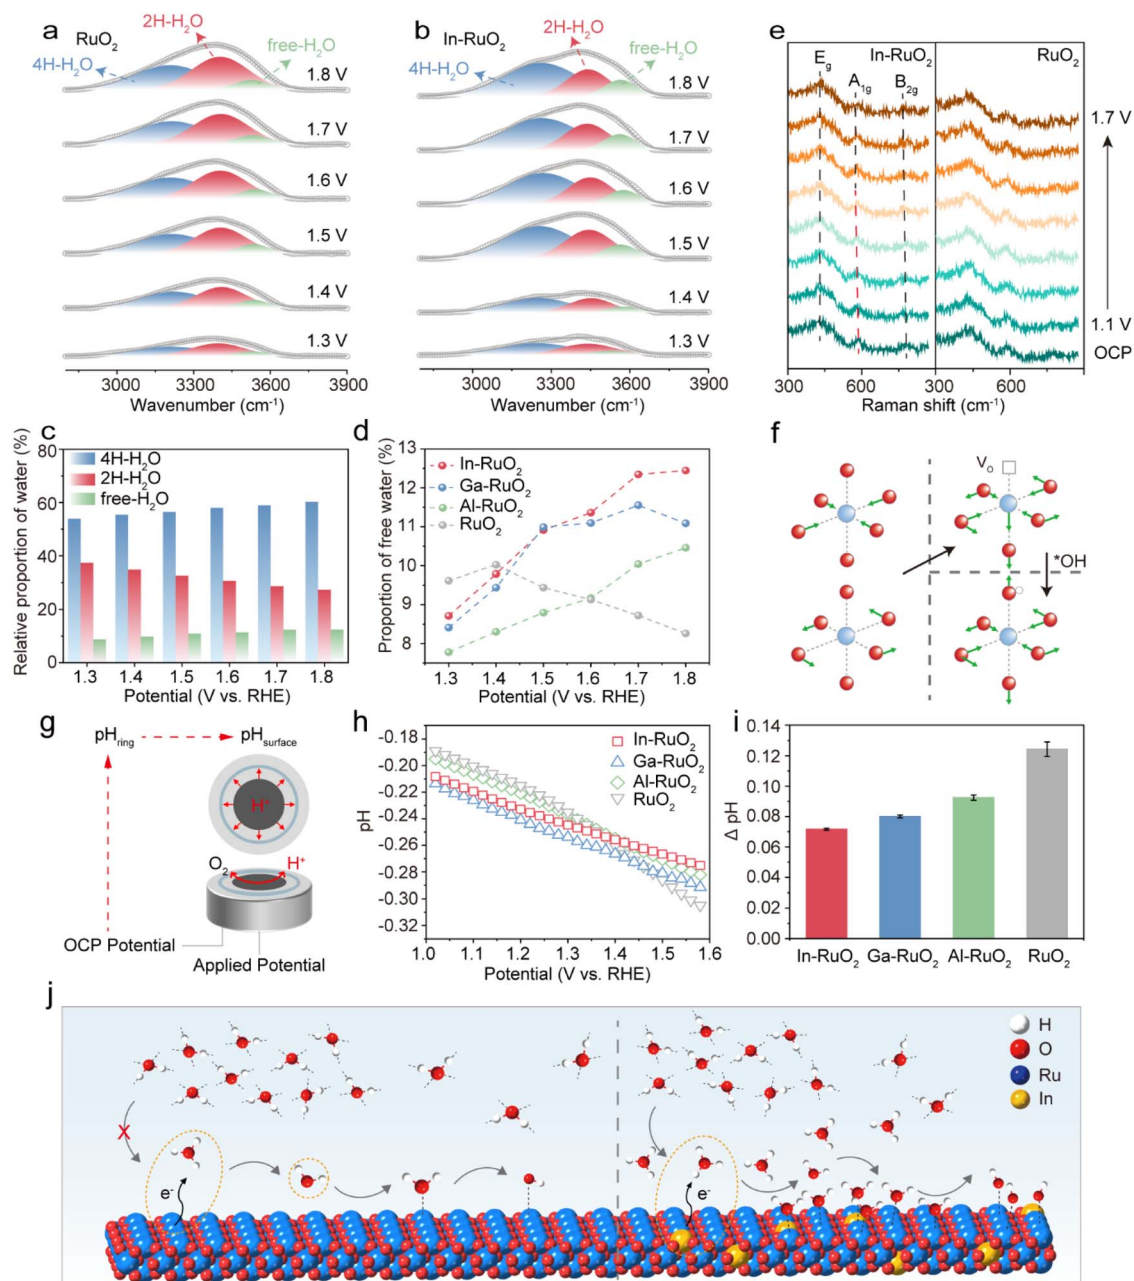 a
RuO₂
2H-H₂O
free-H₂O
4H-H₂O
1.8 V
1.7 V
1.6 V
1.5 V
1.4 V
1.3 V
3000 3300 3600 3900
Wavenumber (cm⁻¹)
b
In-RuO₂
2H-H₂O
free-H₂O
4H-H₂O
1.8 V
1.7 V
1.6 V
1.5 V
1.4 V
1.3 V
3000 3300 3600 3900
Wavenumber (cm⁻¹)
e
In-RuO₂
RuO₂
E_g
A_1g
B_2g
1.7 V
1.1 V
OCP
300 600 300 600
Raman shift (cm⁻¹)
c
Relative proportion of water (%)
80
60
40
20
0
4H-H₂O
2H-H₂O
free-H₂O
1.3 1.4 1.5 1.6 1.7 1.8
Potential (V vs. RHE)
d
Proportion of free water (%)
13
12
11
10
9
8
In-RuO₂
Ga-RuO₂
Al-RuO₂
RuO₂
1.3 1.4 1.5 1.6 1.7 1.8
Potential (V vs. RHE)
f
V_O
*OH
g
pH_ring
pH_surface
H⁺
O₂
H⁺
OCP Potential
Applied Potential
h
pH
-0.18
-0.20
-0.22
-0.24
-0.26
-0.28
-0.30
-0.32
In-RuO₂
Ga-RuO₂
Al-RuO₂
RuO₂
1.0 1.1 1.2 1.3 1.4 1.5 1.6
Potential (V vs. RHE)
i
Δ pH
0.14
0.12
0.10
0.08
0.06
0.04
0.02
0.00
In-RuO₂ Ga-RuO₂ Al-RuO₂ RuO₂
j
H
O
Ru
In
X
e⁻
e⁻